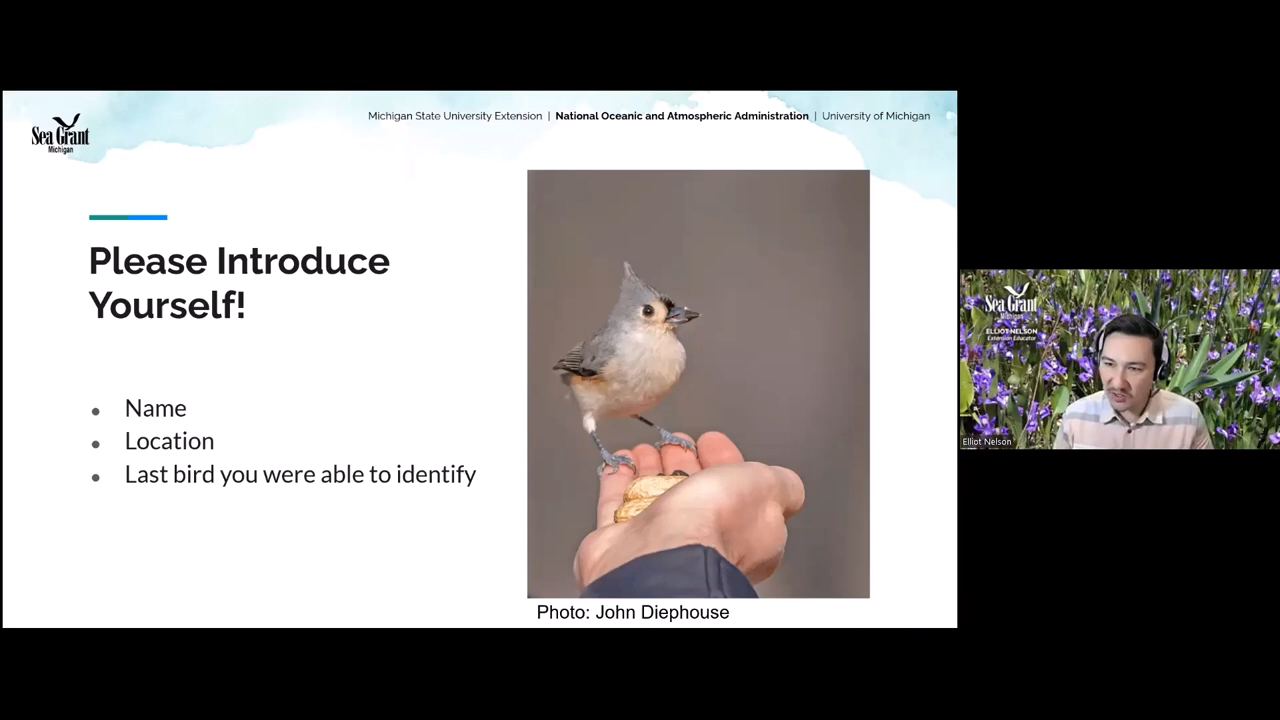 Sea Grant
Michigan
Michigan State University Extension | National Oceanic and Atmospheric Administration | University of Michigan
Please Introduce
Yourself!
● Name
● Location
● Last bird you were able to identify
Photo: John Diephouse
Sea Grant
Michigan
ELLIOT NELSON
Extension Educator
Elliot Nelson